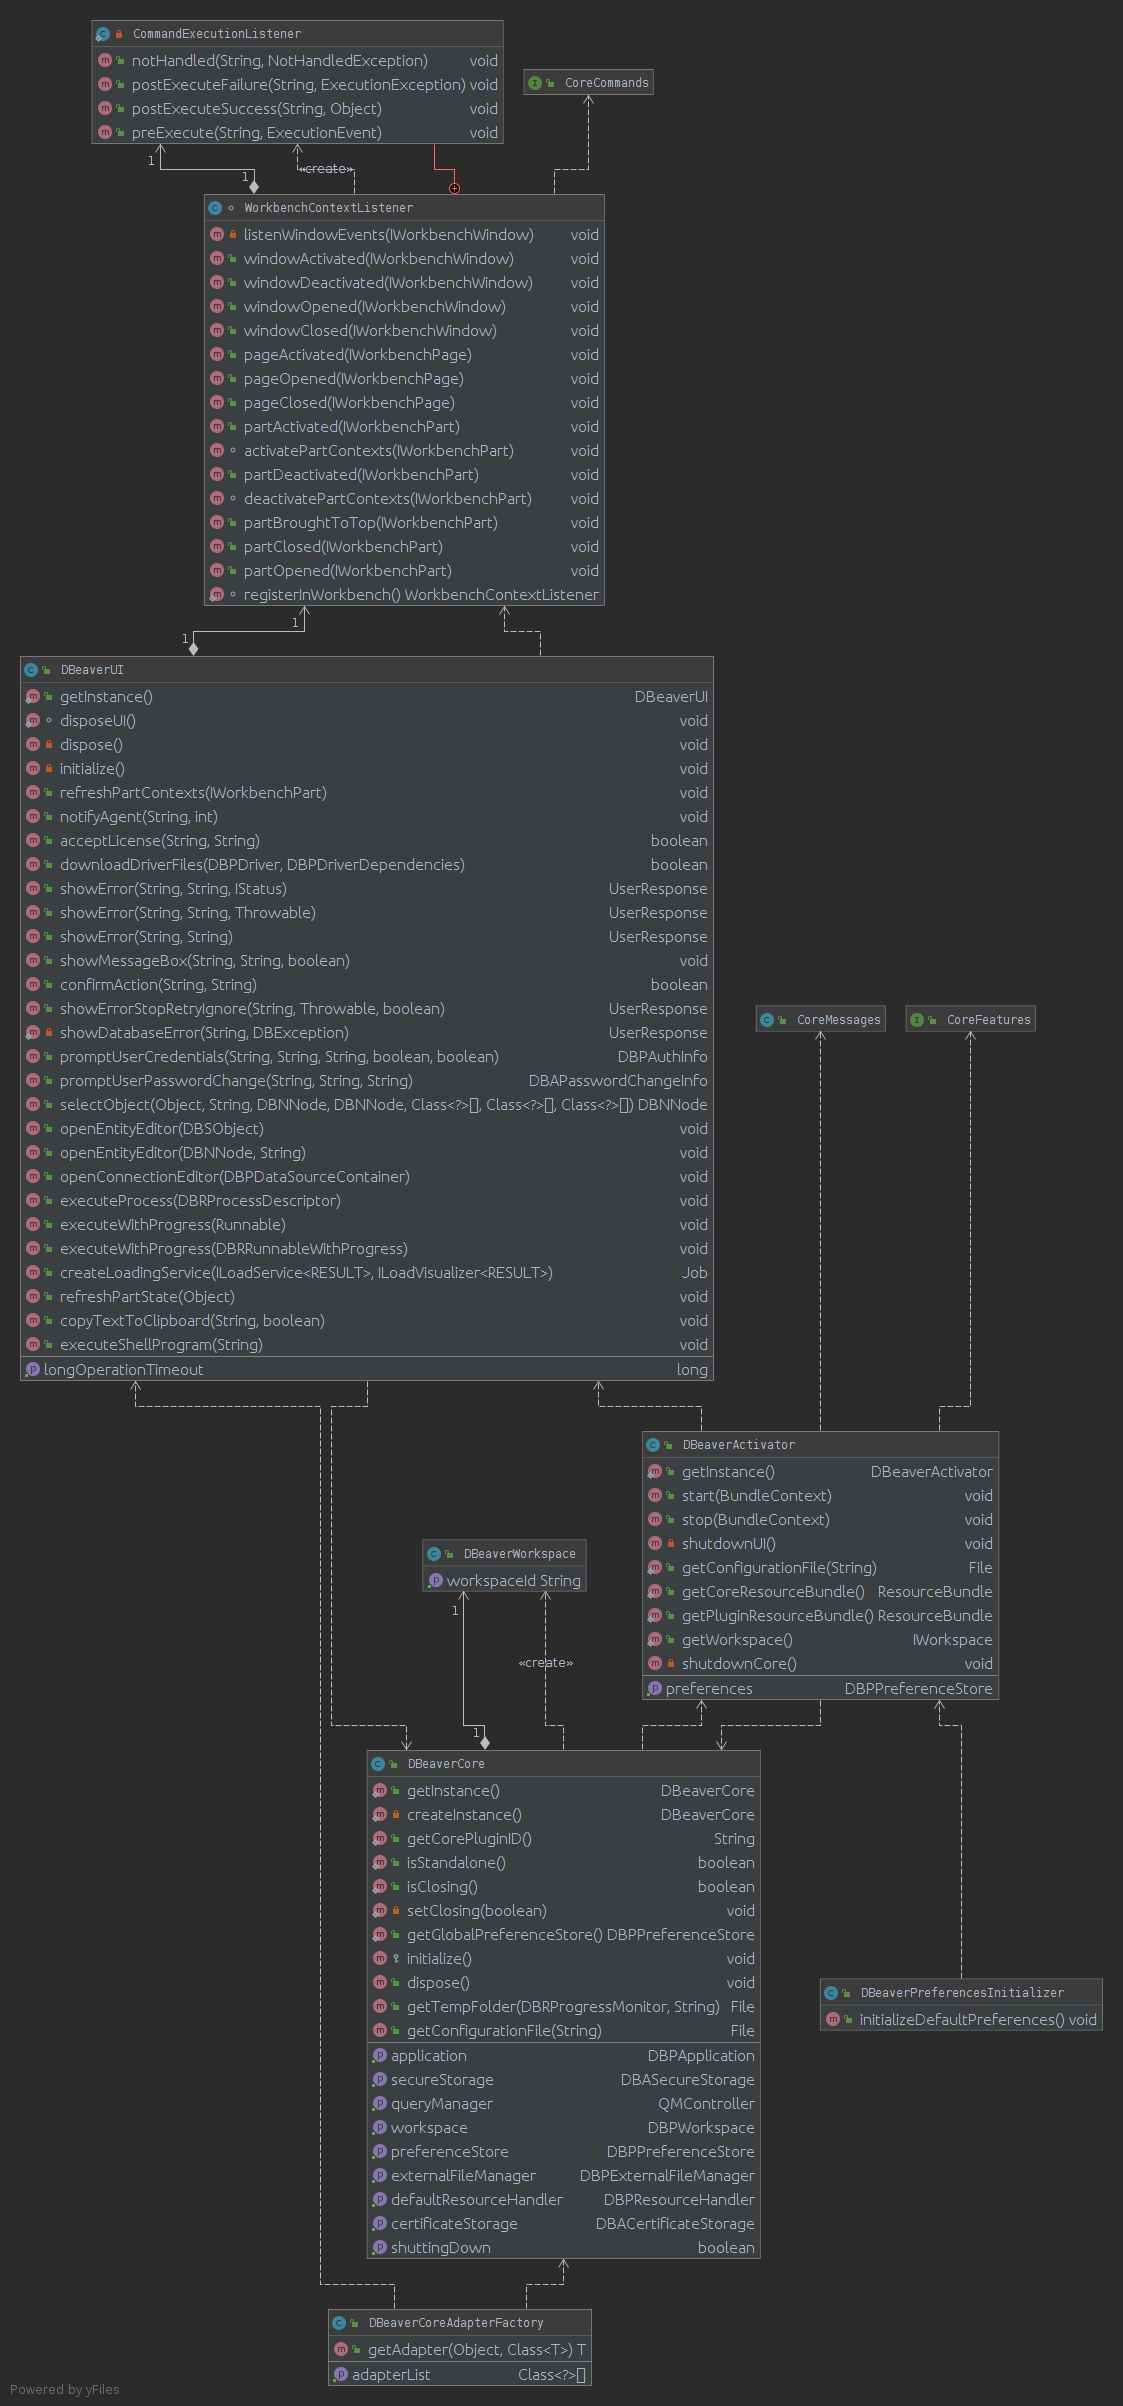 CommandExecutionListener
notHandled(String, NotHandledException) void
postExecuteFailure(String, ExecutionException) void
postExecuteSuccess(String, Object) void
preExecute(String, ExecutionEvent) void
CoreCommands
1
1
«create»
WorkbenchContextListener
listenWindowEvents(IWorkbenchWindow) void
windowActivated(IWorkbenchWindow) void
windowDeactivated(IWorkbenchWindow) void
windowOpened(IWorkbenchWindow) void
windowClosed(IWorkbenchWindow) void
pageActivated(IWorkbenchPage) void
pageOpened(IWorkbenchPage) void
pageClosed(IWorkbenchPage) void
partActivated(IWorkbenchPart) void
activatePartContexts(IWorkbenchPart) void
partDeactivated(IWorkbenchPart) void
deactivatePartContexts(IWorkbenchPart) void
partBroughtToTop(IWorkbenchPart) void
partClosed(IWorkbenchPart) void
partOpened(IWorkbenchPart) void
registerInWorkbench() WorkbenchContextListener
1
1
DBeaverUI
getInstance() DBeaverUI
disposeUI() void
dispose() void
initialize() void
refreshPartContexts(IWorkbenchPart) void
notifyAgent(String, int) void
acceptLicense(String, String) boolean
downloadDriverFiles(DBPDriver, DBPDriverDependencies) boolean
showError(String, String, IStatus) UserResponse
showError(String, String, Throwable) UserResponse
showError(String, String) UserResponse
showMessageBox(String, String, boolean) void
confirmAction(String, String) boolean
showErrorStopRetryIgnore(String, Throwable, boolean) UserResponse
showDatabaseError(String, DBException) UserResponse
promptUserCredentials(String, String, String, boolean, boolean) DBPAuthInfo
promptUserPasswordChange(String, String, String) DBAPasswordChangeInfo
selectObject(Object, String, DBNNode, DBNNode, Class<?>[], Class<?>[], Class<?>[]) DBNNode
openEntityEditor(DBSObject) void
openEntityEditor(DBNNode, String) void
openConnectionEditor(DBPDataSourceContainer) void
executeProcess(DBRProcessDescriptor) void
executeWithProgress(Runnable) void
executeWithProgress(DBRRunnableWithProgress) void
createLoadingService(ILoadService<RESULT>, ILoadVisualizer<RESULT>) Job
refreshPartState(Object) void
copyTextToClipboard(String, boolean) void
executeShellProgram(String) void
longOperationTimeout long
CoreMessages
CoreFeatures
DBeaverActivator
getInstance() DBeaverActivator
start(BundleContext) void
stop(BundleContext) void
shutdownUI() void
getConfigurationFile(String) File
getCoreResourceBundle() ResourceBundle
getPluginResourceBundle() ResourceBundle
getWorkspace() IWorkspace
shutdownCore() void
preferences DBPPreferenceStore
DBeaverWorkspace
workspaceId String
1
«create»
1
DBeaverCore
getInstance() DBeaverCore
createInstance() DBeaverCore
getCorePluginID() String
isStandalone() boolean
isClosing() boolean
setClosing(boolean) void
getGlobalPreferenceStore() DBPPreferenceStore
initialize() void
dispose() void
getTempFolder(DBRProgressMonitor, String) File
getConfigurationFile(String) File
application DBPApplication
secureStorage DBASecureStorage
queryManager QMController
workspace DBPWorkspace
preferenceStore DBPPreferenceStore
externalFileManager DBPExternalFileManager
defaultResourceHandler DBPResourceHandler
certificateStorage DBACertificateStorage
shuttingDown boolean
DBeaverPreferencesInitializer
initializeDefaultPreferences() void
DBeaverCoreAdapterFactory
getAdapter(Object, Class<T>) T
adapterList Class<?>[]
Powered by yFiles